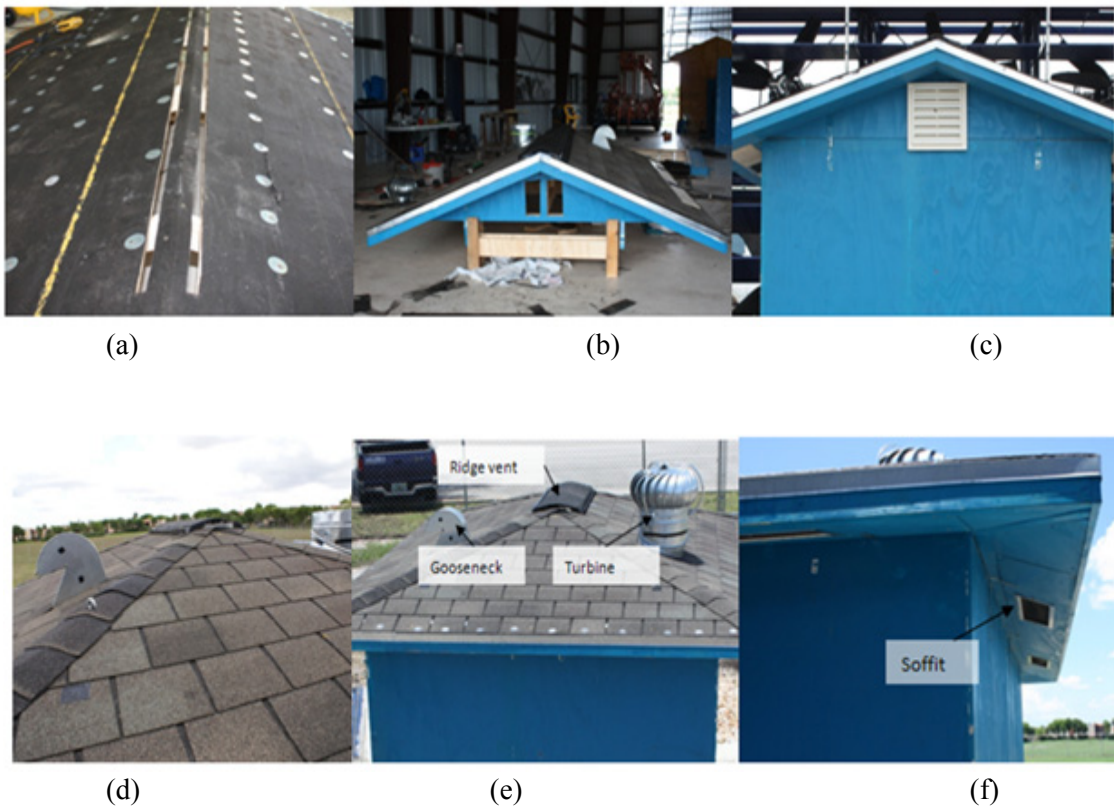 (a)
(b)
(c)
Ridge vent
Gooseneck
Turbine
Soffit
(d)
(e)
(f)